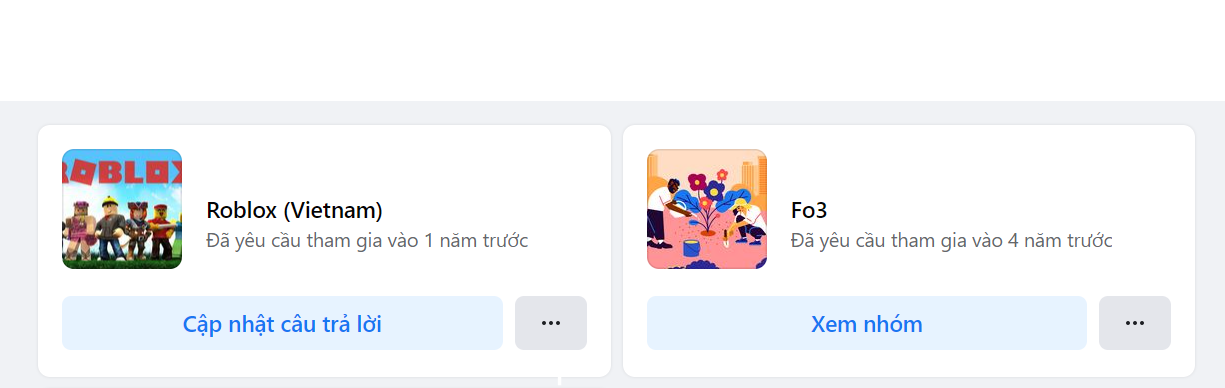 ROBLOX
Roblox (Vietnam)
Đã yêu cầu tham gia vào 1 năm trước
Cập nhật câu trả lời
Fo3
Đã yêu cầu tham gia vào 4 năm trước
Xem nhóm